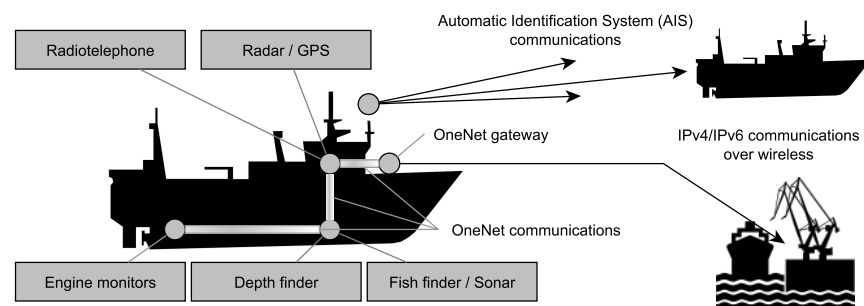 Automatic Identification System (AIS)
communications
Radiotelephone
Radar / GPS
OneNet gateway
IPv4/IPv6 communications
over wireless
OneNet communications
Engine monitors
Depth finder
Fish finder / Sonar